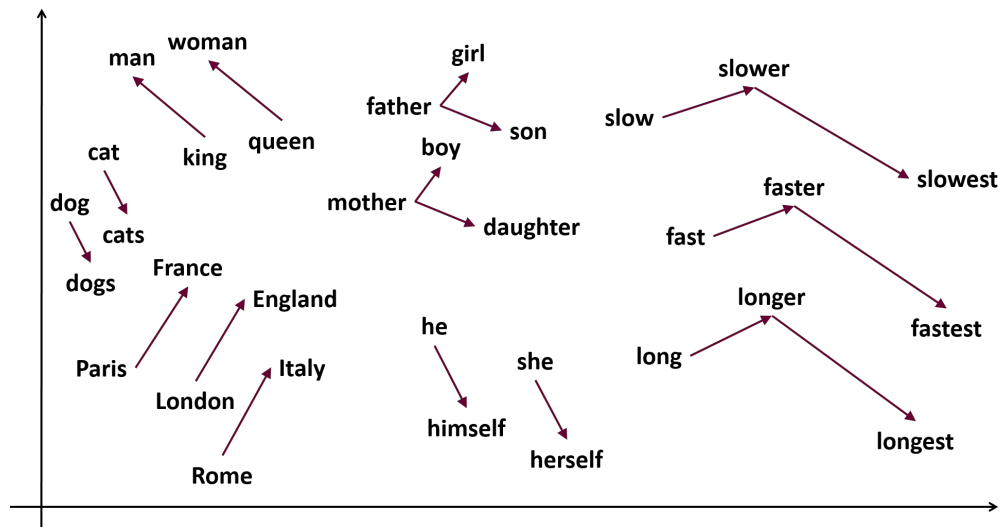 man
woman
king
queen
cat
cats
dog
dogs
France
Paris
England
London
Italy
Rome
girl
father
son
boy
mother
daughter
he
himself
she
herself
slower
slow
slowest
faster
fast
fastest
longer
long
longest